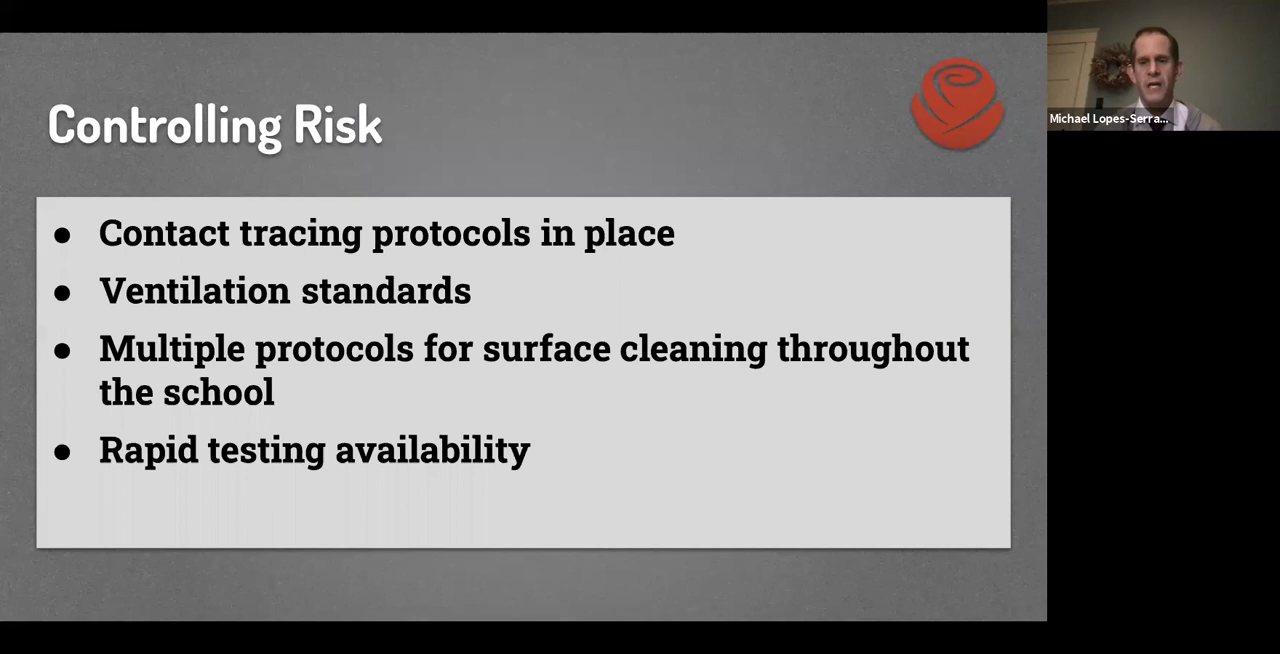 Controlling Risk
Michael Lopes-Serra...
● Contact tracing protocols in place
● Ventilation standards
● Multiple protocols for surface cleaning throughout
the school
● Rapid testing availability